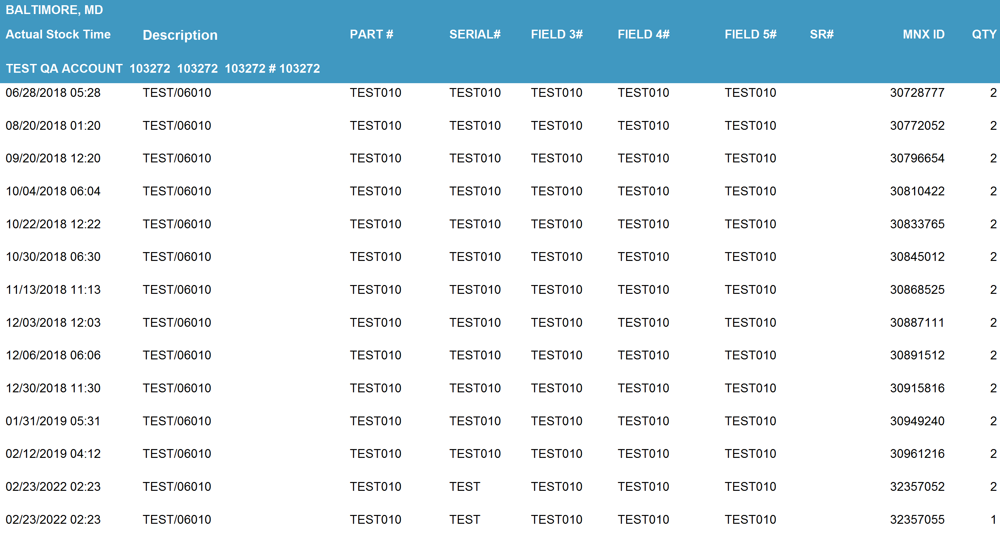 BALTIMORE, MD
Actual Stock Time Description PART # SERIAL# FIELD 3# FIELD 4# FIELD 5# SR# MNX ID QTY
TEST QA ACCOUNT 103272 103272 103272 # 103272
06/28/2018 05:28 TEST/06010 TEST010 TEST010 TEST010 TEST010 TEST010 30728777 2
08/20/2018 01:20 TEST/06010 TEST010 TEST010 TEST010 TEST010 TEST010 30772052 2
09/20/2018 12:20 TEST/06010 TEST010 TEST010 TEST010 TEST010 TEST010 30796654 2
10/04/2018 06:04 TEST/06010 TEST010 TEST010 TEST010 TEST010 TEST010 30810422 2
10/22/2018 12:22 TEST/06010 TEST010 TEST010 TEST010 TEST010 TEST010 30833765 2
10/30/2018 06:30 TEST/06010 TEST010 TEST010 TEST010 TEST010 TEST010 30845012 2
11/13/2018 11:13 TEST/06010 TEST010 TEST010 TEST010 TEST010 TEST010 30868525 2
12/03/2018 12:03 TEST/06010 TEST010 TEST010 TEST010 TEST010 TEST010 30887111 2
12/06/2018 06:06 TEST/06010 TEST010 TEST010 TEST010 TEST010 TEST010 30891512 2
12/30/2018 11:30 TEST/06010 TEST010 TEST010 TEST010 TEST010 TEST010 30915816 2
01/31/2019 05:31 TEST/06010 TEST010 TEST010 TEST010 TEST010 TEST010 30949240 2
02/12/2019 04:12 TEST/06010 TEST010 TEST010 TEST010 TEST010 TEST010 30961216 2
02/23/2022 02:23 TEST/06010 TEST010 TEST TEST010 TEST010 TEST010 32357052 2
02/23/2022 02:23 TEST/06010 TEST010 TEST TEST010 TEST010 TEST010 32357055 1